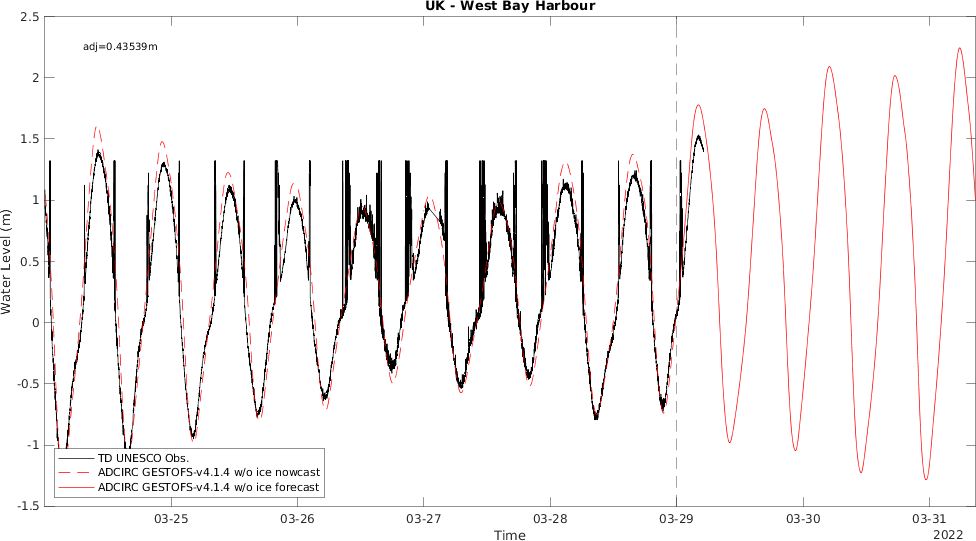 UK - West Bay Harbour
adj=0.43539m
2.5
2
1.5
1
0.5
0
-0.5
-1
-1.5
Water Level (m)
TD UNESCO Obs.
ADCIRC GESTOFS-v4.1.4 w/o ice nowcast
ADCIRC GESTOFS-v4.1.4 w/o ice forecast
03-25 03-26 03-27 03-28 03-29 03-30 03-31
Time
2022